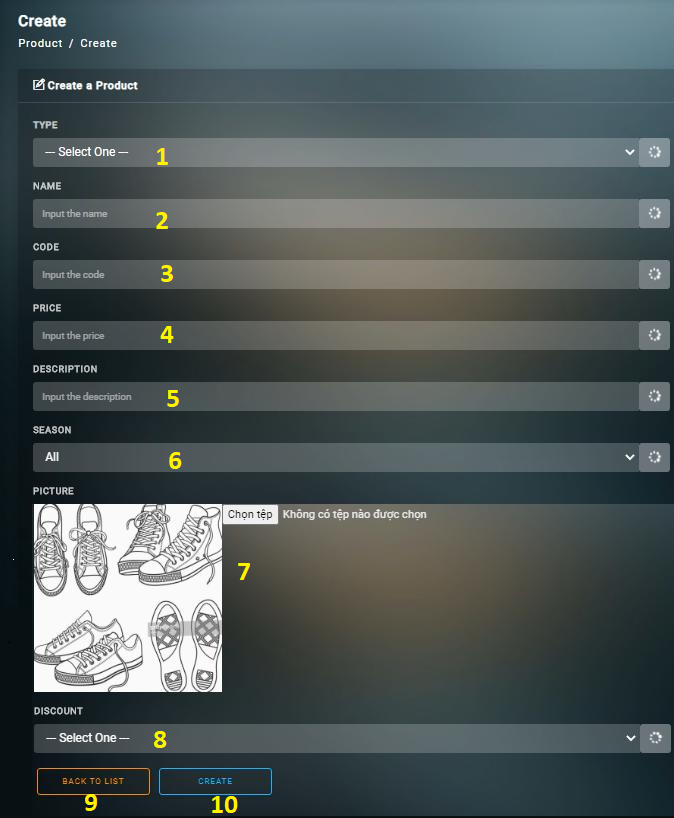 Create
Product / Create
Create a Product
TYPE
--- Select One --- 1
NAME
Input the name 2
CODE
Input the code 3
PRICE
Input the price 4
DESCRIPTION
Input the description 5
SEASON
All 6
PICTURE
Chọn tệp Không có tệp nào được chọn
7
DISCOUNT
--- Select One --- 8
BACK TO LIST CREATE
9 10